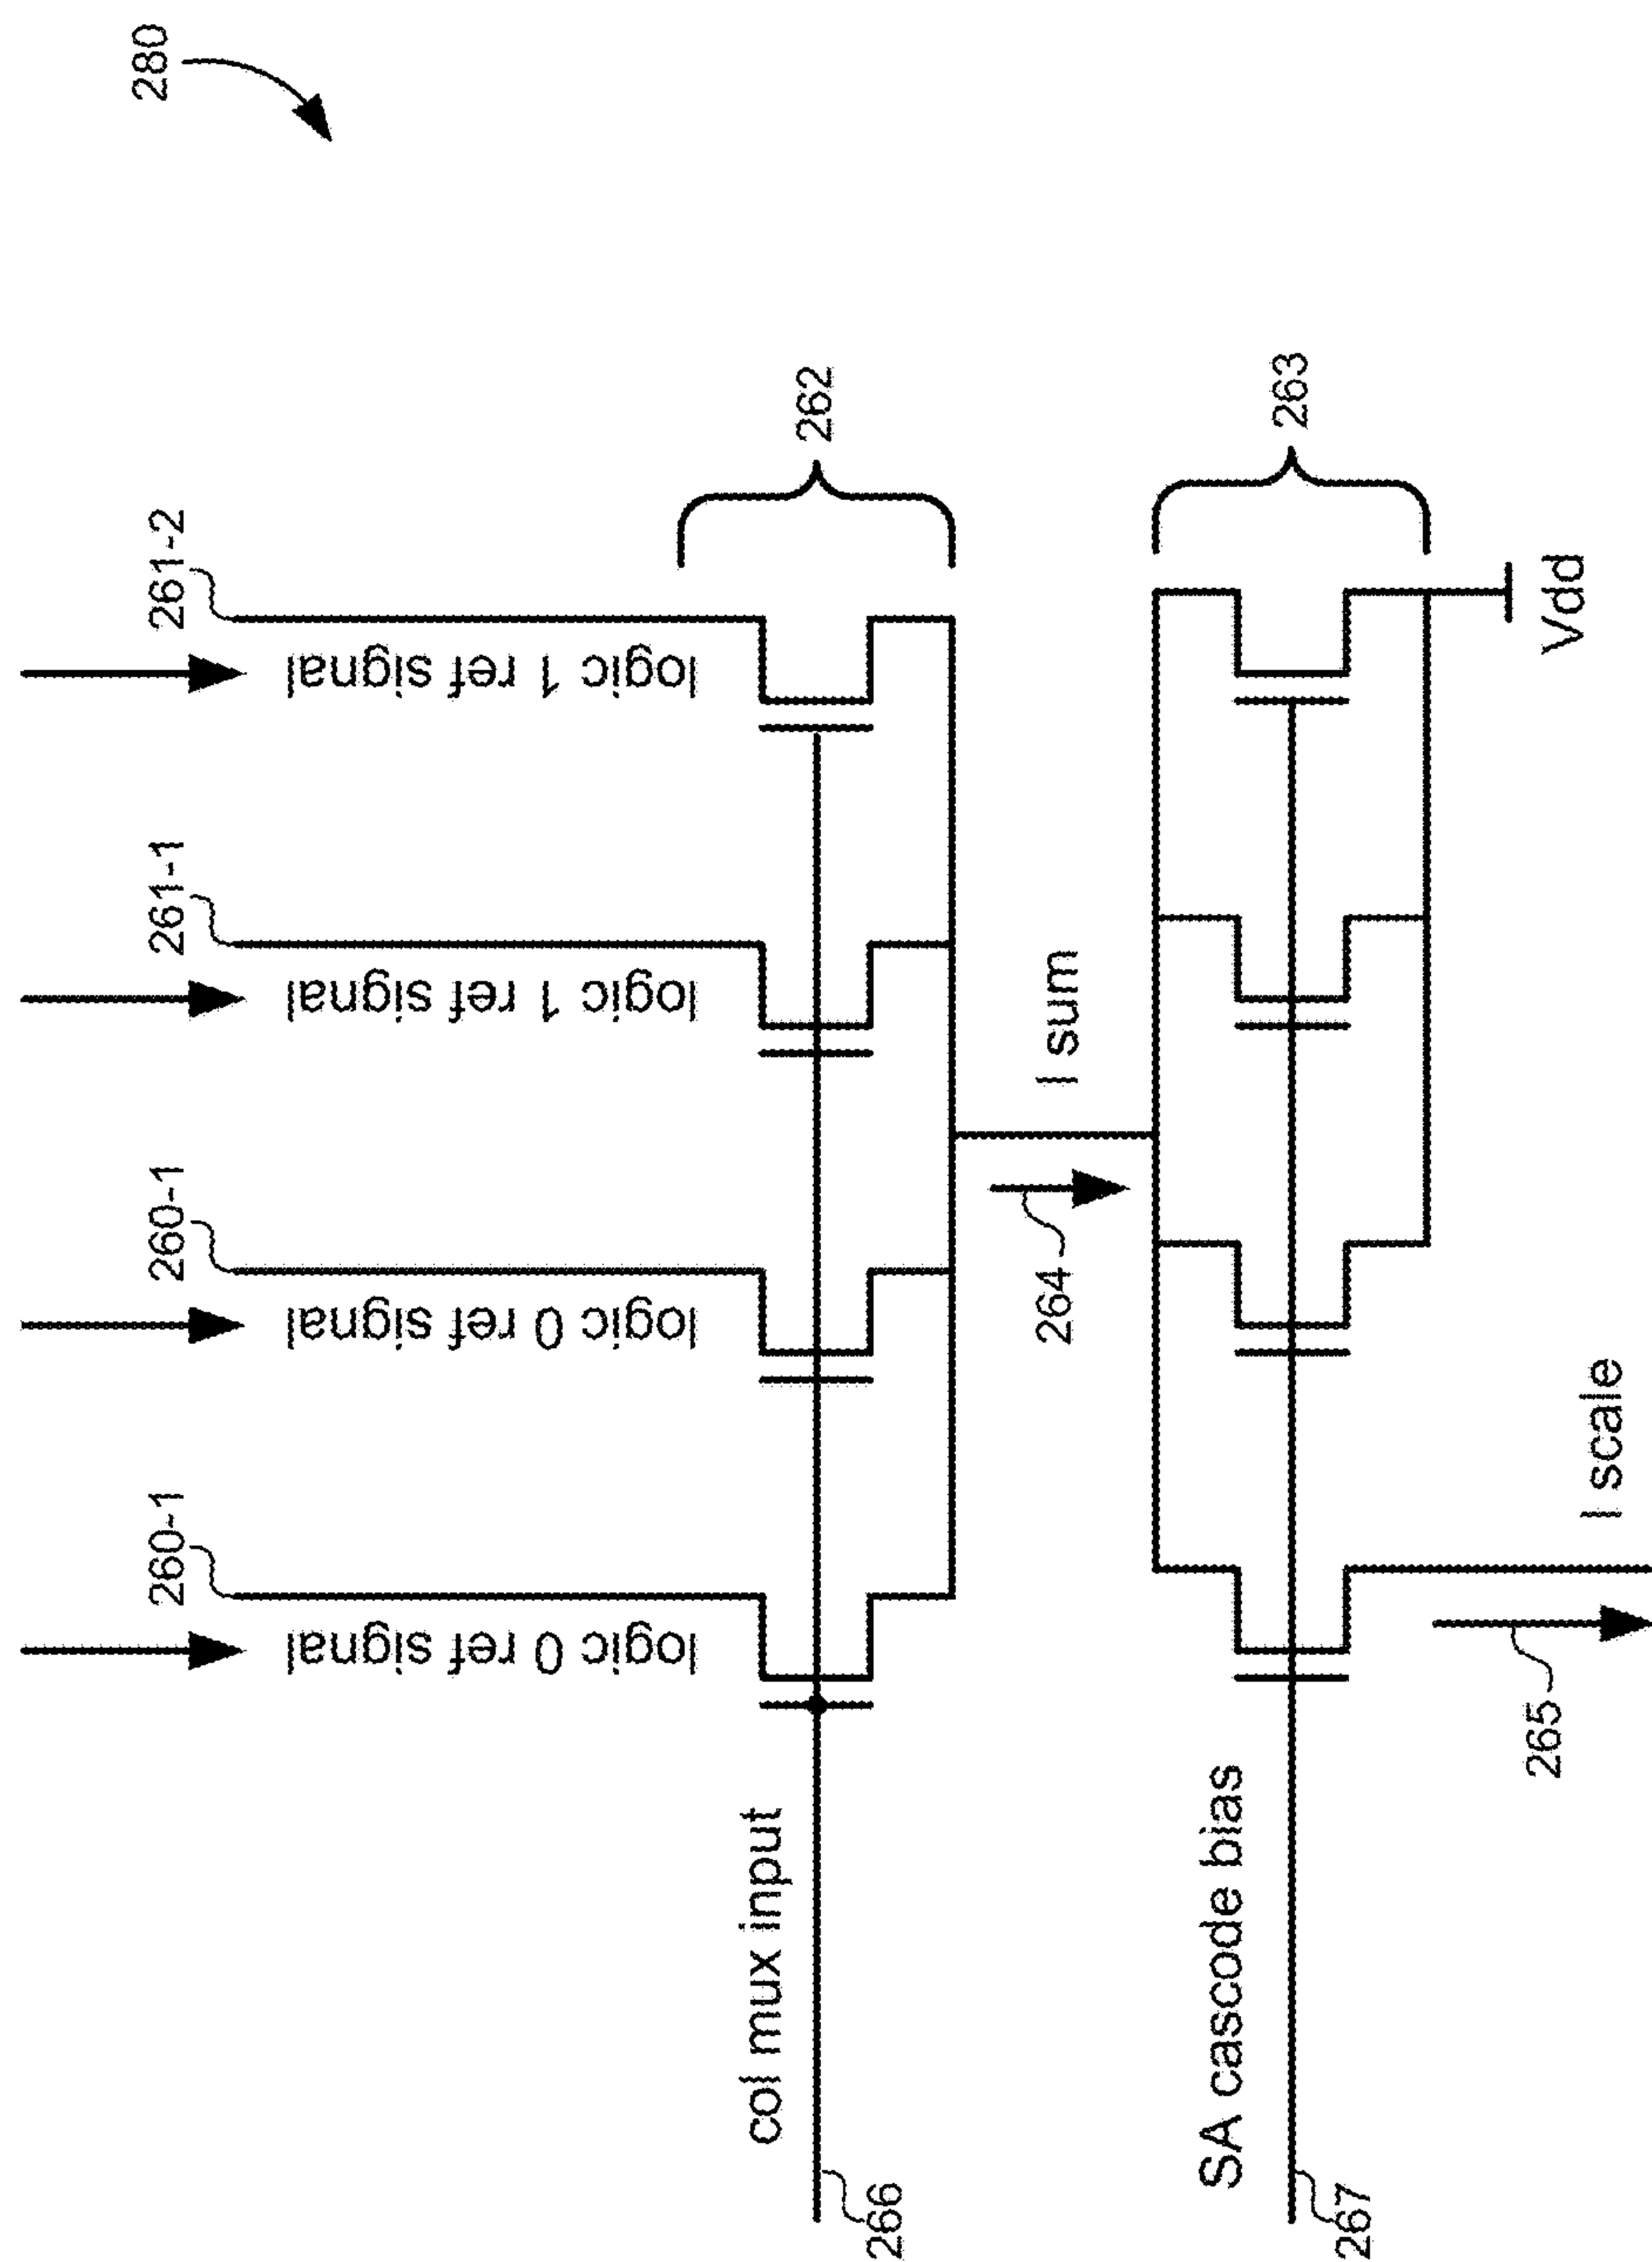 280
260-1
260-1
261-1
261-2
logic 0 ref signal
logic 0 ref signal
logic 1 ref signal
logic 1 ref signal
col mux input
262
266
264
I sum
SA cascode bias
263
267
265
I scale
Vdd